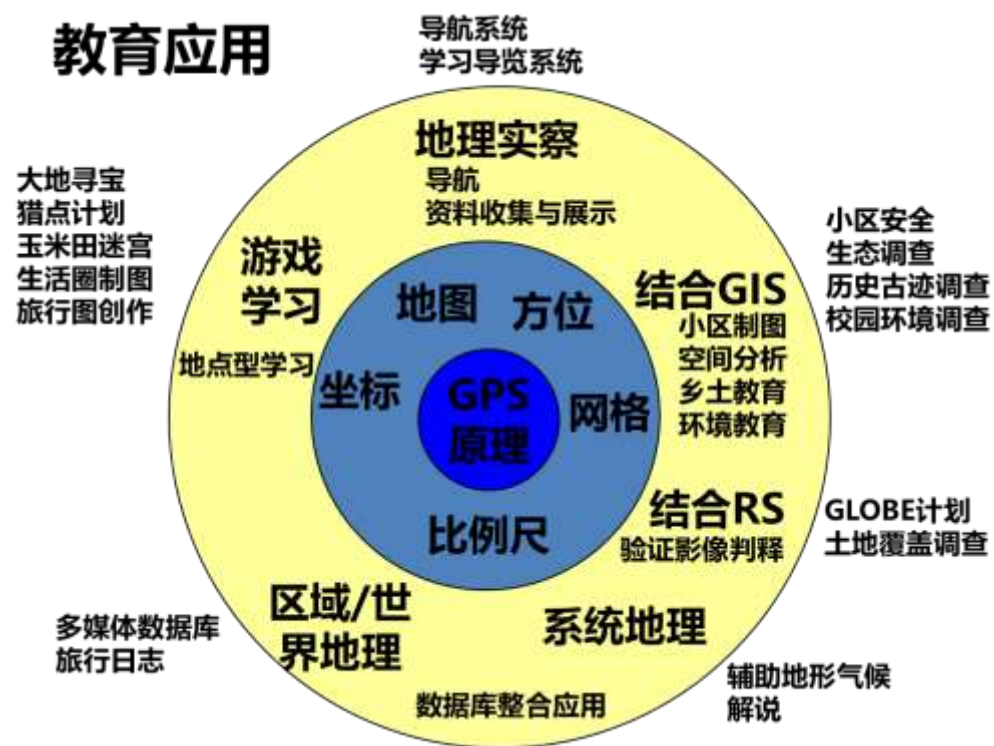 教育应用
导航系统
学习导览系统
地理实察
导航
资料收集与展示
大地寻宝
猎点计划
玉米田迷宫
生活圈制图
旅行图创作
游戏
学习
地点型学习
小区安全
生态调查
历史古迹调查
校园环境调查
结合GIS
小区制图
空间分析
乡土教育
环境教育
地图
方位
坐标
网格
比例尺
GPS
原理
结合RS
验证影像判释
GLOBE计划
土地覆盖调查
区域/世
界地理
系统地理
数据库整合应用
多媒体数据库
旅行日志
辅助地形气候
解说